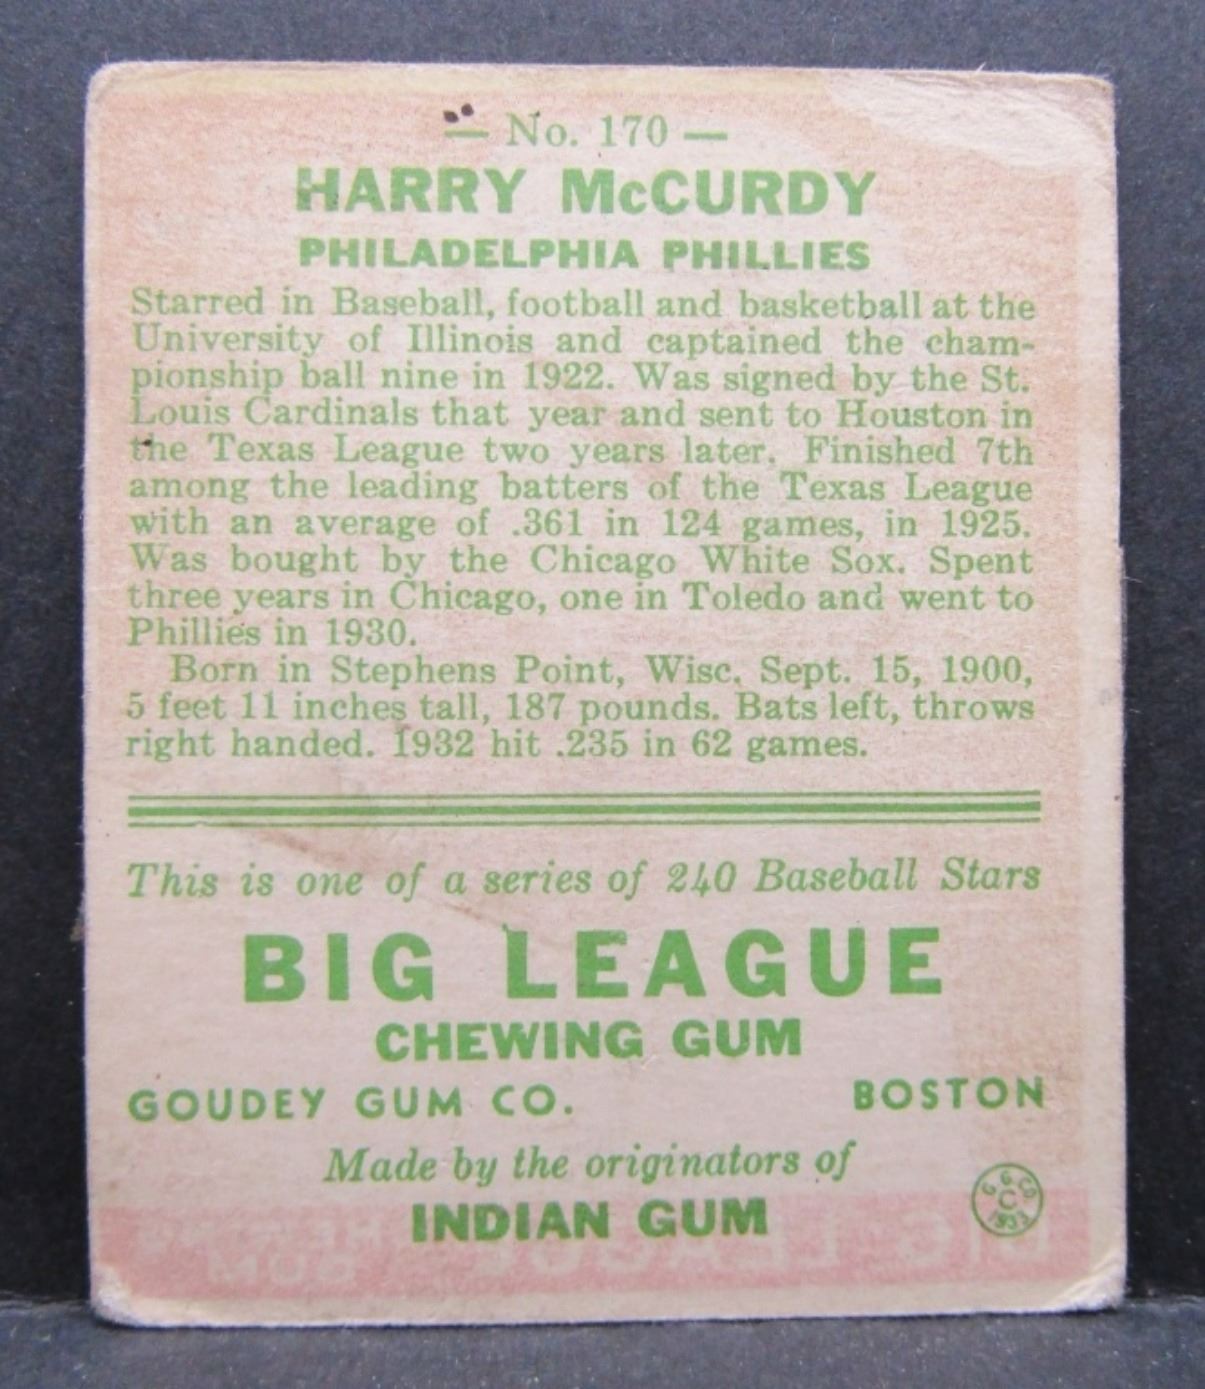 — No. 170 —
HARRY McCURDY
PHILADELPHIA PHILLIES
Starred in Baseball, football and basketball at the
University of Illinois and captained the cham-
pionship ball nine in 1922. Was signed by the St.
Louis Cardinals that year and sent to Houston in
the Texas League two years later. Finished 7th
among the leading batters of the Texas League
with an average of .361 in 124 games, in 1925.
Was bought by the Chicago White Sox. Spent
three years in Chicago, one in Toledo and went to
Phillies in 1930.
Born in Stephens Point, Wisc. Sept. 15, 1900,
5 feet 11 inches tall, 187 pounds. Bats left, throws
right handed. 1932 hit .235 in 62 games.
This is one of a series of 240 Baseball Stars
BIG LEAGUE
CHEWING GUM
GOUDEY GUM CO. BOSTON
Made by the originators of
INDIAN GUM
G. G. CO.
C
1933
BIG LEAGUE CHEWING
GUM